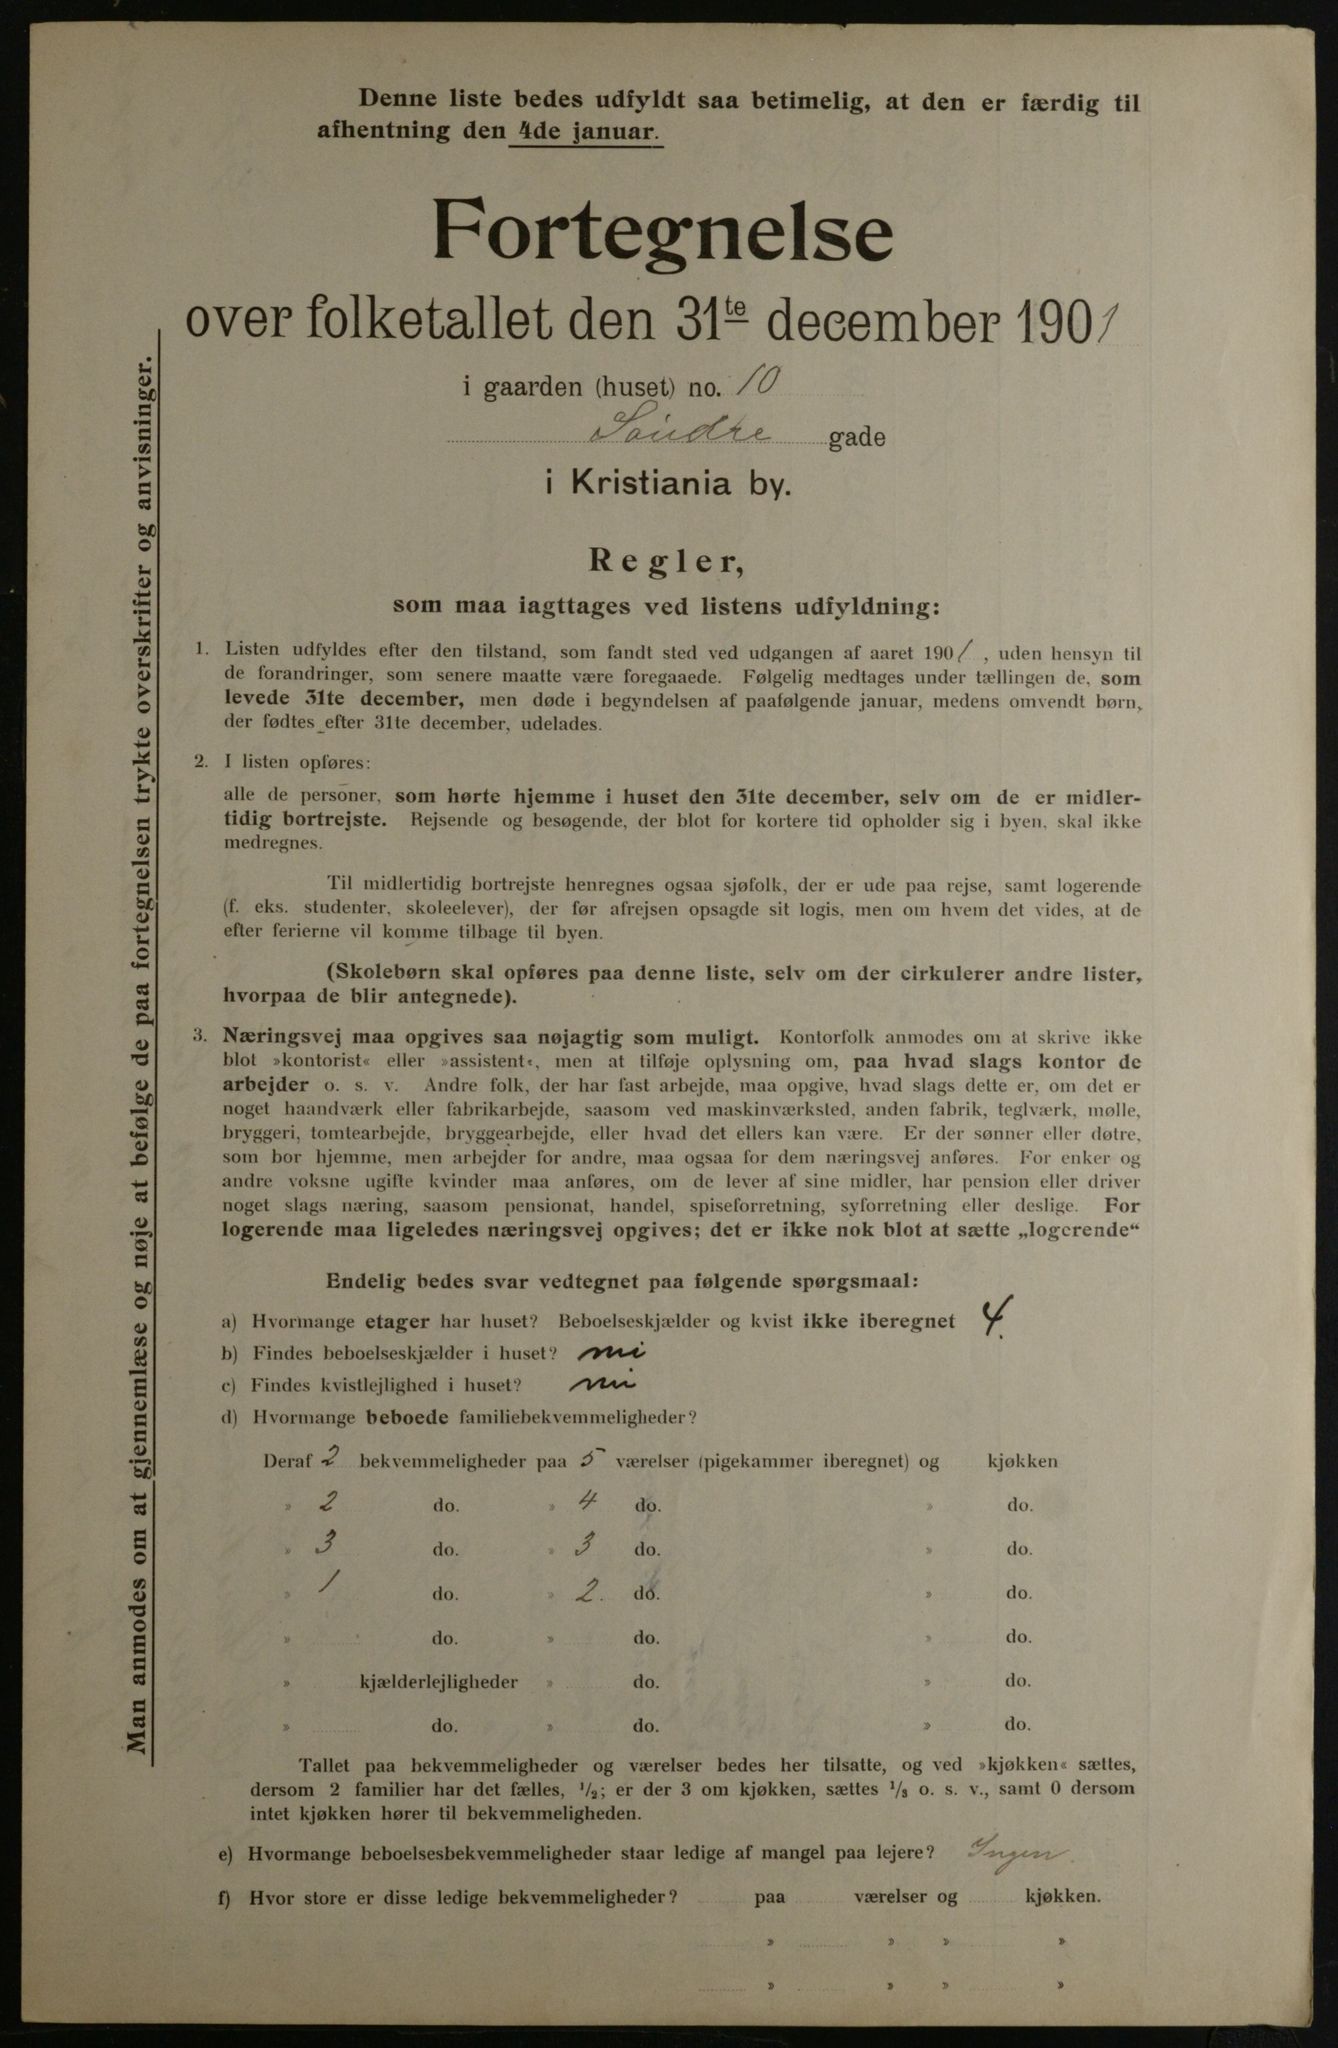 Denne liste bedes udfyldt saa betimelig, at den er færdig til
afhentning den 4de januar.
Fortegnelse
over folketallet den 31te december 1901
i gaarden (huset) no. 10
Söndre gade
i Kristiania by.
Regler,
som maa iagttages ved listens udfyldning:
1. Listen udfyldes efter den tilstand, som fandt sted ved udgangen af aaret 1901, uden hensyn til
de forandringer, som senere maatte være foregaaede. Følgelig medtages under tællingen de, som
levede 31te december, men døde i begyndelsen af paafølgende januar, medens omvendt børn,
der fødtes efter 31te december, udelades.
2. I listen opføres:
alle de personer, som hørte hjemme i huset den 31te december, selv om de er midler-
tidig bortrejste. Rejsende og besøgende, der blot for kortere tid opholder sig i byen, skal ikke
medregnes.
Til midlertidig bortrejste henregnes ogsaa sjøfolk, der er ude paa rejse, samt logerende
(f. eks. studenter, skoleelever), der før afrejsen opsagde sit logis, men om hvem det vides, at de
efter ferierne vil komme tilbage til byen.
(Skolebørn skal opføres paa denne liste, selv om der cirkulerer andre lister,
hvorpaa de blir antegnede).
3. Næringsvej maa opgives saa nøjagtig som muligt. Kontorfolk anmodes om at skrive ikke
blot »kontorist« eller »assistent«, men at tilføje oplysning om, paa hvad slags kontor de
arbejder o. s. v. Andre folk, der har fast arbejde, maa opgive, hvad slags dette er, om det er
noget haandværk eller fabrikarbejde, saasom ved maskinværksted, anden fabrik, teglværk, mølle,
bryggeri, tomtearbejde, bryggearbejde, eller hvad det ellers kan være. Er der sønner eller døtre,
som bor hjemme, men arbejder for andre, maa ogsaa for dem næringsvej anføres. For enker og
andre voksne ugifte kvinder maa anføres, om de lever af sine midler, har pension eller driver
noget slags næring, saasom pensionat, handel, spiseforretning, syforretning eller deslige. For
logerende maa ligeledes næringsvej opgives; det er ikke nok blot at sætte „logerende“
Endelig bedes svar vedtegnet paa følgende spørgsmaal:
a) Hvormange etager har huset? Beboelseskjælder og kvist ikke iberegnet 4.
b) Findes beboelseskjælder i huset? nei
c) Findes kvistlejlighed i huset? nei
d) Hvormange beboede familiebekvemmeligheder?
Deraf 2 bekvemmeligheder paa 5 værelser (pigekammer iberegnet) og kjøkken
» 2 do. » 4 do. » do.
» 3 do. » 3 do. » do.
» 1 do. » 2. do. » do.
» do. » do. » do.
» kjælderlejligheder » do. » do.
» do. » do. » do.
Tallet paa bekvemmeligheder og værelser bedes her tilsatte, og ved »kjøkken« sættes,
dersom 2 familier har det fælles, 1/2; er der 3 om kjøkken, sættes 1/3 o. s. v., samt 0 dersom
intet kjøkken hører til bekvemmeligheden.
e) Hvormange beboelsesbekvemmeligheder staar ledige af mangel paa lejere? Ingen.
f) Hvor store er disse ledige bekvemmeligheder? paa værelser og kjøkken.
» » » »
» » » »
Man anmodes om at gjennemlæse og nøje at befølge de paa fortegnelsen trykte overskrifter og anvisninger.